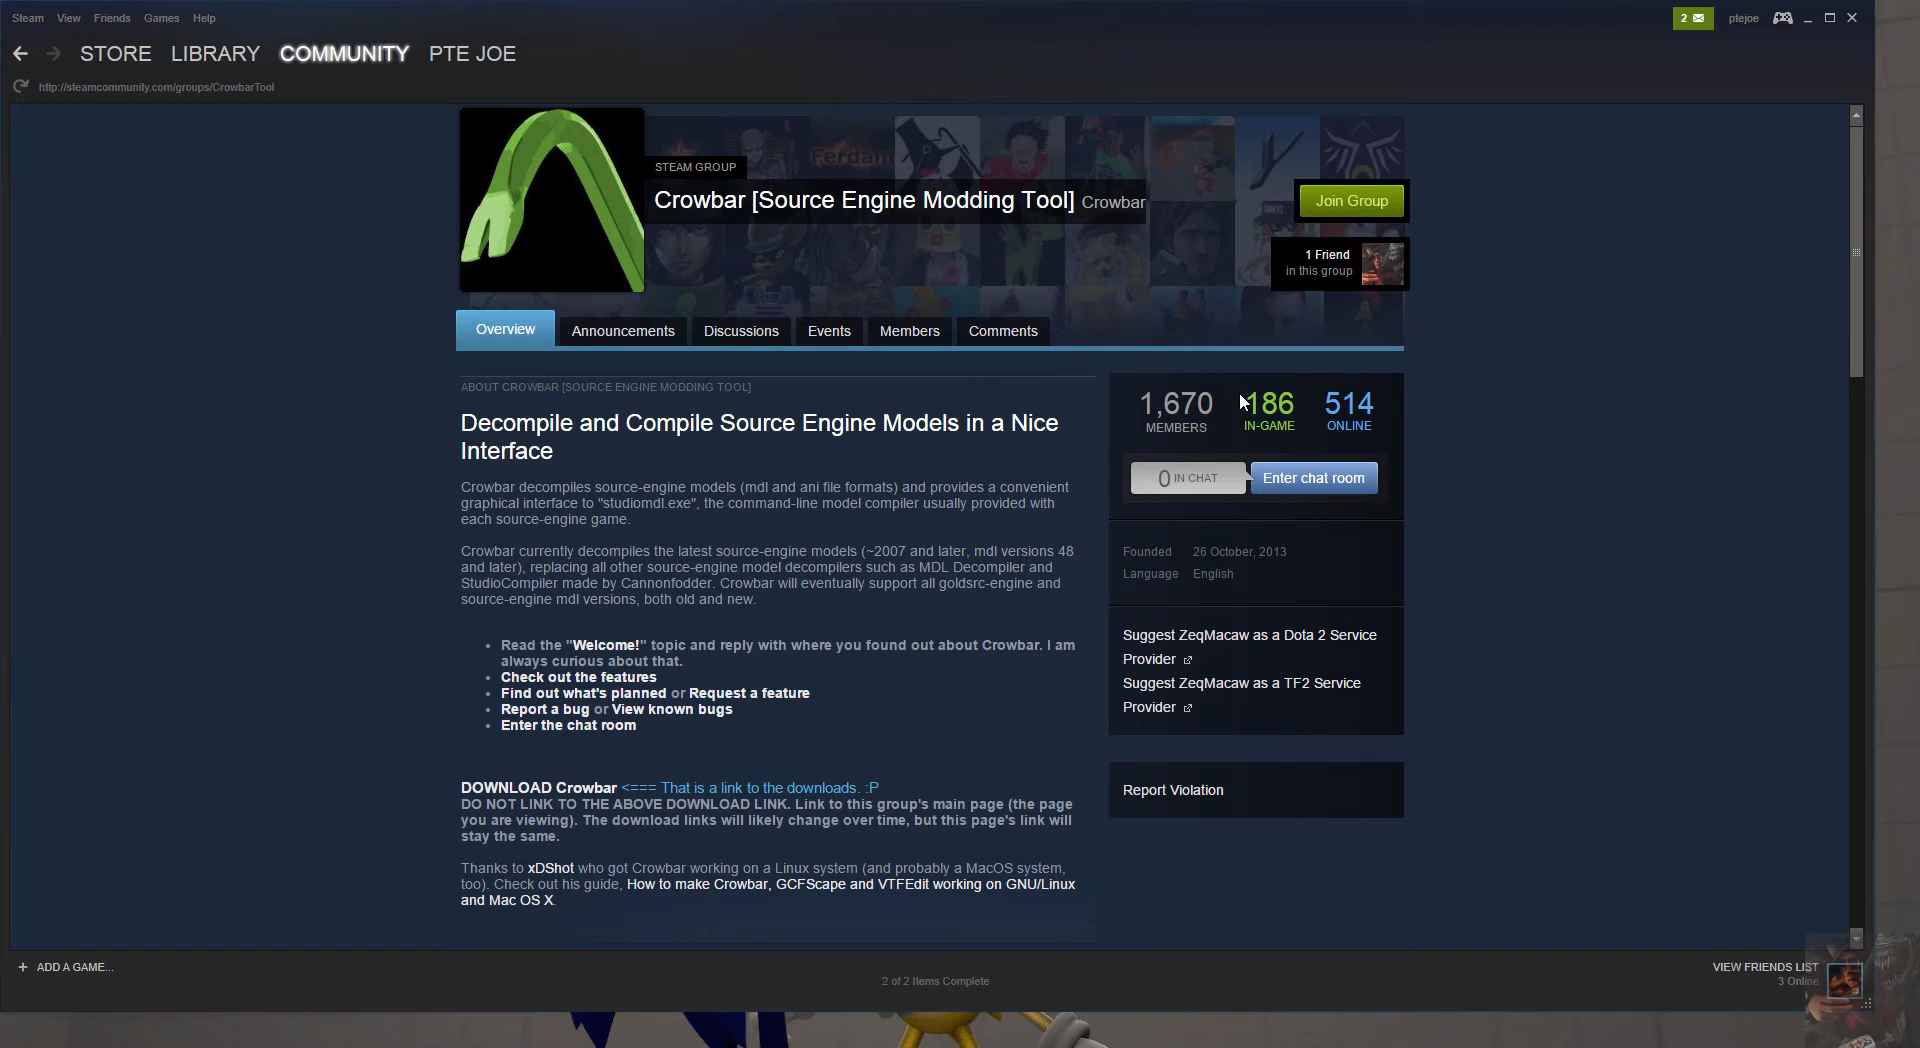 Steam View Friends Games Help
2
ptejoe
STORE LIBRARY COMMUNITY PTE JOE
http://steamcommunity.com/groups/CrowbarTool
Ferdam
STEAM GROUP
Crowbar [Source Engine Modding Tool] Crowbar
Join Group
1 Friend
in this group
Overview Announcements Discussions Events Members Comments
ABOUT CROWBAR [SOURCE ENGINE MODDING TOOL]
Decompile and Compile Source Engine Models in a Nice
Interface
Crowbar decompiles source-engine models (mdl and ani file formats) and provides a convenient
graphical interface to "studiomdl.exe", the command-line model compiler usually provided with
each source-engine game.
Crowbar currently decompiles the latest source-engine models (~2007 and later, mdl versions 48
and later), replacing all other source-engine model decompilers such as MDL Decompiler and
StudioCompiler made by Cannonfodder. Crowbar will eventually support all goldsrc-engine and
source-engine mdl versions, both old and new.
• Read the "Welcome!" topic and reply with where you found out about Crowbar. I am
always curious about that.
• Check out the features
• Find out what's planned or Request a feature
• Report a bug or View known bugs
• Enter the chat room
DOWNLOAD Crowbar <=== That is a link to the downloads. :P
DO NOT LINK TO THE ABOVE DOWNLOAD LINK. Link to this group's main page (the page
you are viewing). The download links will likely change over time, but this page's link will
stay the same.
Thanks to xDShot who got Crowbar working on a Linux system (and probably a MacOS system,
too). Check out his guide, How to make Crowbar, GCFScape and VTFEdit working on GNU/Linux
and Mac OS X.
1,670 186 514
MEMBERS IN-GAME ONLINE
0 IN CHAT Enter chat room
Founded 26 October, 2013
Language English
Suggest ZeqMacaw as a Dota 2 Service
Provider
Suggest ZeqMacaw as a TF2 Service
Provider
Report Violation
+ ADD A GAME...
2 of 2 Items Complete
VIEW FRIENDS LIST
3 Online